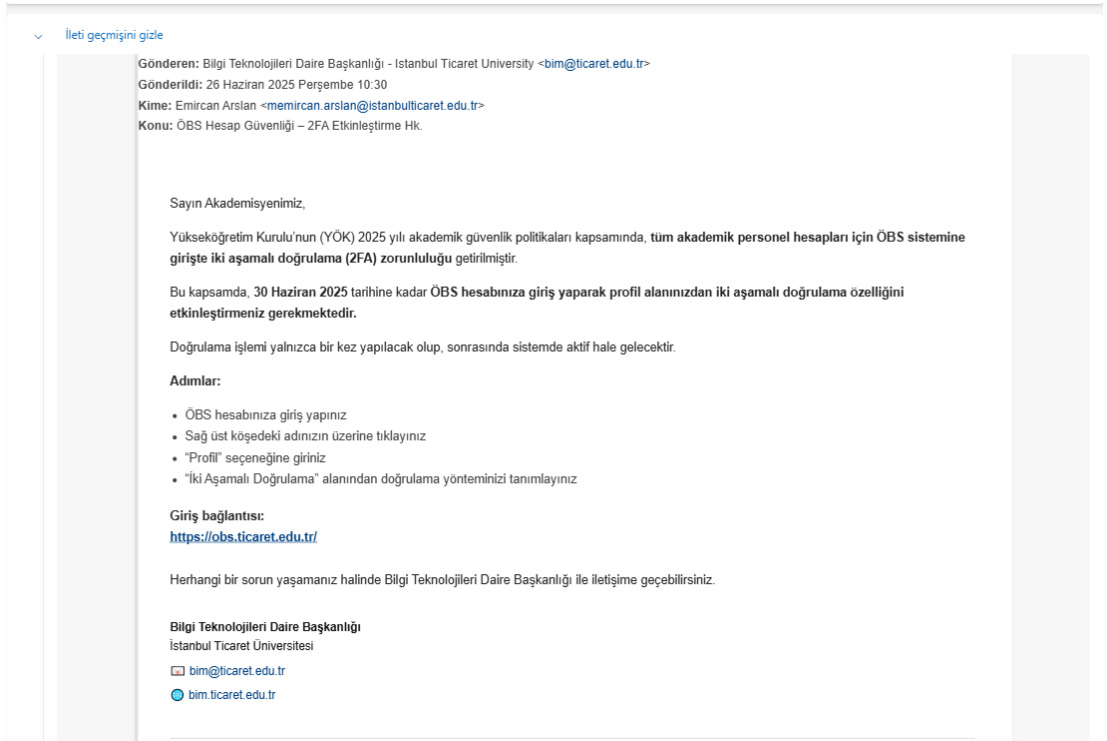 İleti geçmişini gizle
Gönderen: Bilgi Teknolojileri Daire Başkanlığı - Istanbul Ticaret University <bim@ticaret.edu.tr>
Gönderildi: 26 Haziran 2025 Perşembe 10:30
Kime: Emircan Arslan <memircan.arslan@istanbulticaret.edu.tr>
Konu: ÖBS Hesap Güvenliği – 2FA Etkinleştirme Hk.
Sayın Akademisyenimiz,
Yükseköğretim Kurulu’nun (YÖK) 2025 yılı akademik güvenlik politikaları kapsamında, tüm akademik personel hesapları için ÖBS sistemine
girişte iki aşamalı doğrulama (2FA) zorunluluğu getirilmiştir.
Bu kapsamda, 30 Haziran 2025 tarihine kadar ÖBS hesabınıza giriş yaparak profil alanınızdan iki aşamalı doğrulama özelliğini
etkinleştirmeniz gerekmektedir.
Doğrulama işlemi yalnızca bir kez yapılacak olup, sonrasında sistemde aktif hale gelecektir.
Adımlar:
• ÖBS hesabınıza giriş yapınız
• Sağ üst köşedeki adınızın üzerine tıklayınız
• “Profil” seçeneğine giriniz
• “İki Aşamalı Doğrulama” alanından doğrulama yönteminizi tanımlayınız
Giriş bağlantısı:
https://obs.ticaret.edu.tr/
Herhangi bir sorun yaşamanız halinde Bilgi Teknolojileri Daire Başkanlığı ile iletişime geçebilirsiniz.
Bilgi Teknolojileri Daire Başkanlığı
İstanbul Ticaret Üniversitesi
bim@ticaret.edu.tr
bim.ticaret.edu.tr